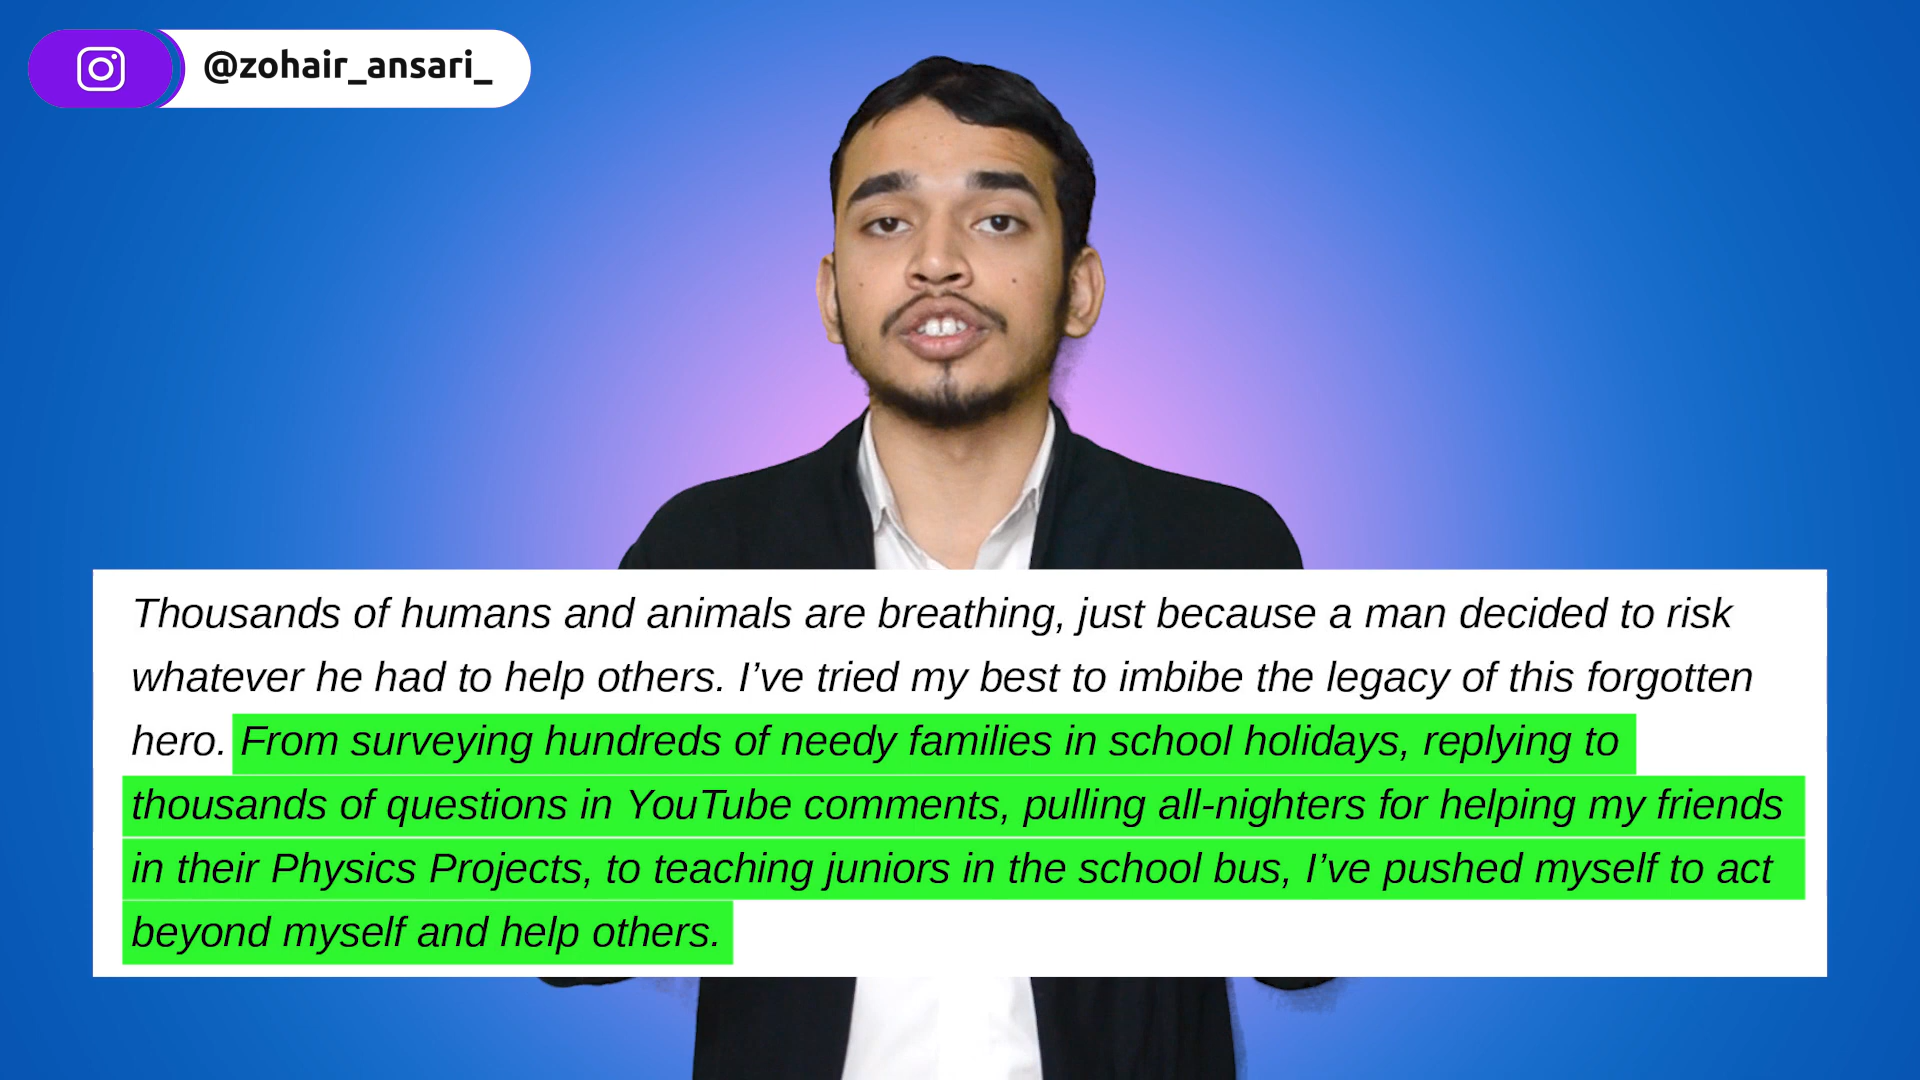 @zohair_ansari_
Thousands of humans and animals are breathing, just because a man decided to risk
whatever he had to help others. I’ve tried my best to imbibe the legacy of this forgotten
hero. From surveying hundreds of needy families in school holidays, replying to
thousands of questions in YouTube comments, pulling all-nighters for helping my friends
in their Physics Projects, to teaching juniors in the school bus, I’ve pushed myself to act
beyond myself and help others.